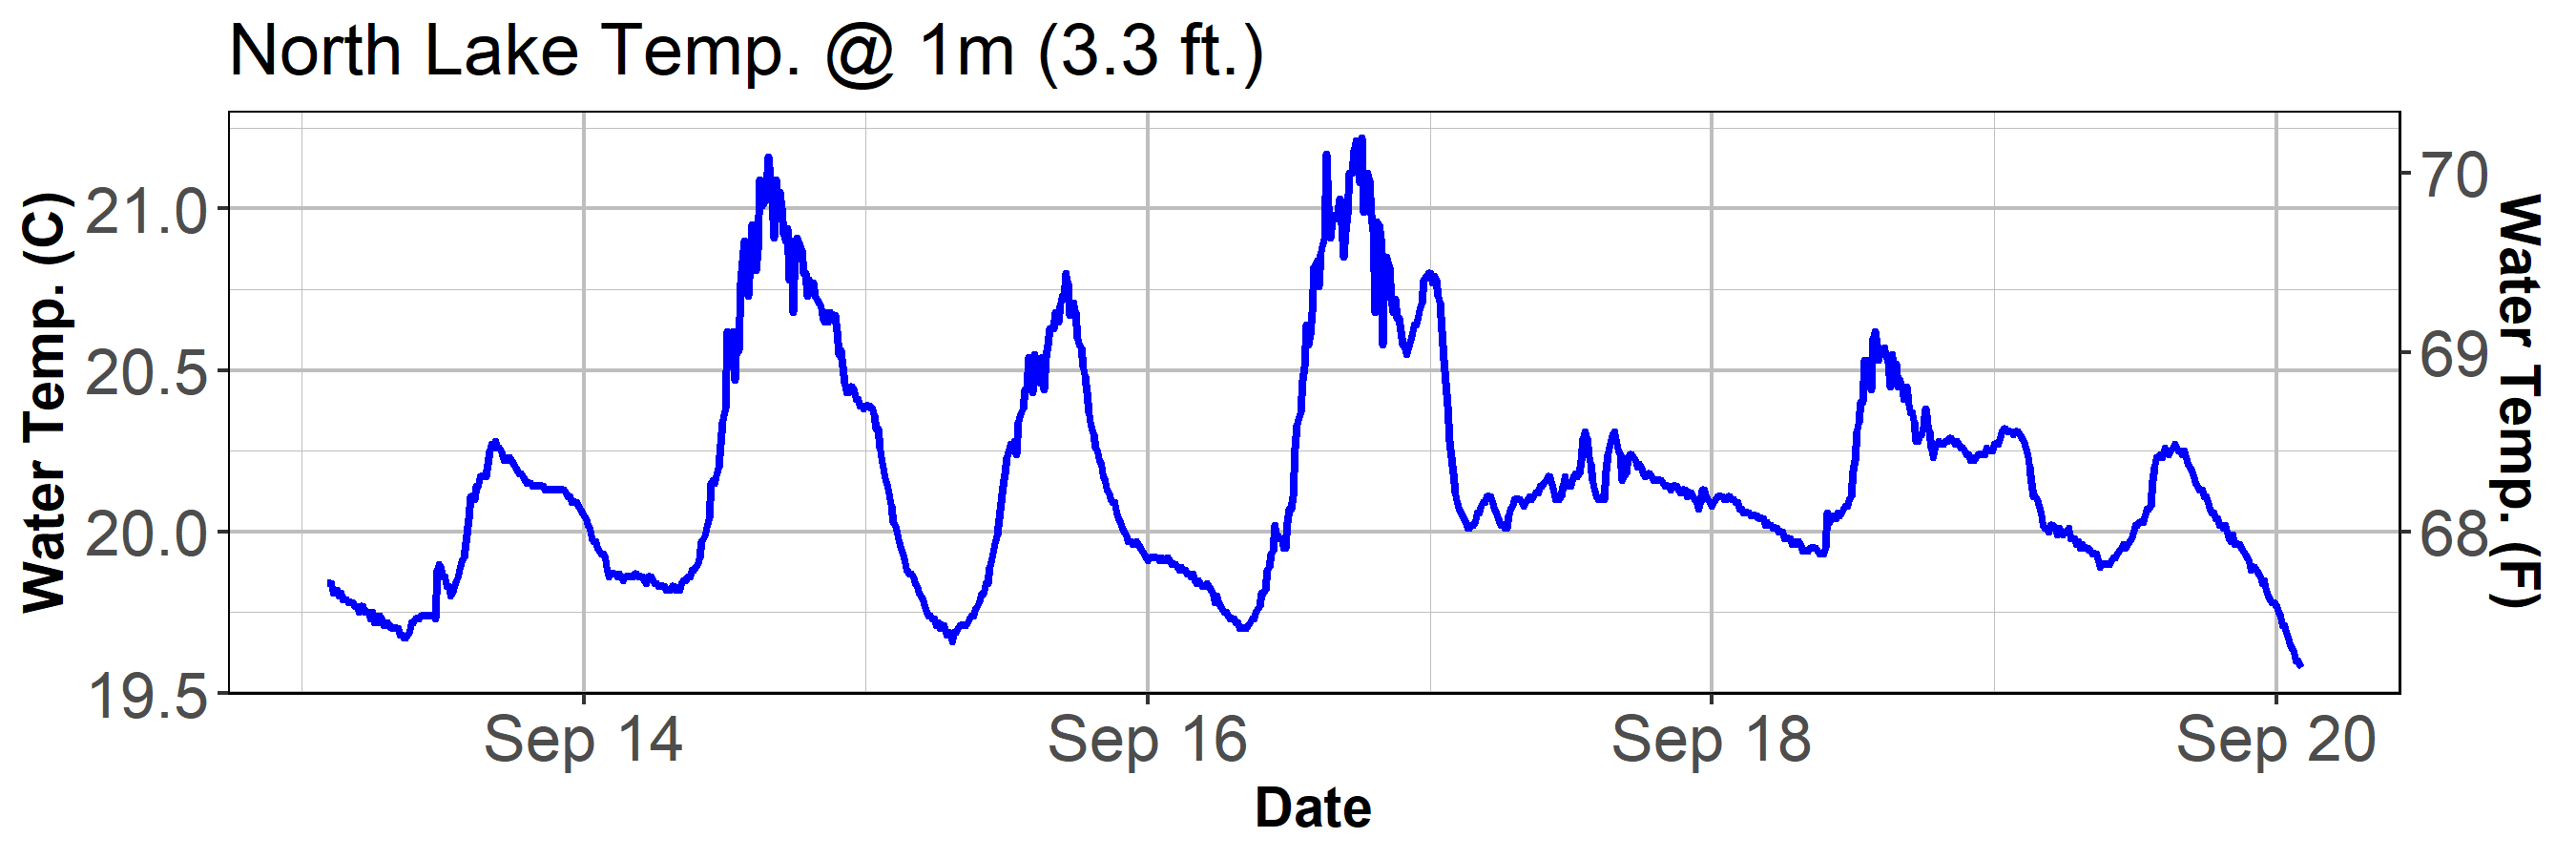 North Lake Temp. @ 1m (3.3 ft.)
Water Temp. (C)
21.0
20.5
20.0
19.5
70
69
68
Water Temp. (F)
Sep 14 Sep 16 Sep 18 Sep 20
Date